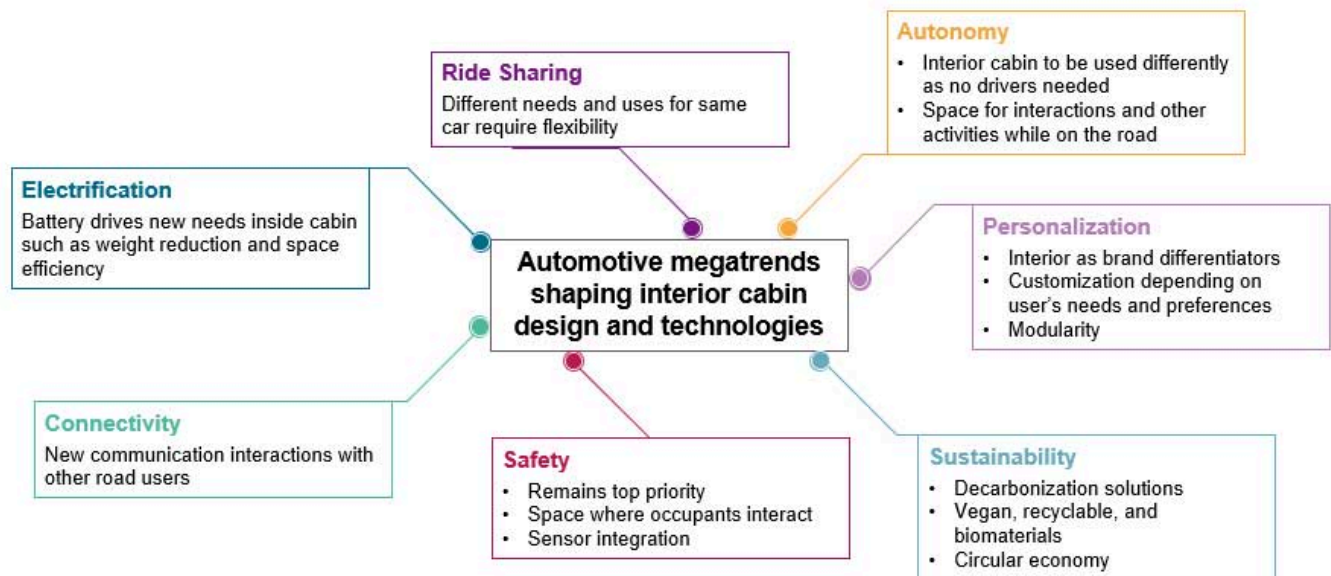 Autonomy
• Interior cabin to be used differently
as no drivers needed
• Space for interactions and other
activities while on the road
Ride Sharing
Different needs and uses for same
car require flexibility
Electrification
Battery drives new needs inside cabin
such as weight reduction and space
efficiency
Personalization
• Interior as brand differentiators
• Customization depending on
user's needs and preferences
• Modularity
Automotive megatrends
shaping interior cabin
design and technologies
Connectivity
New communication interactions with
other road users
Safety
• Remains top priority
• Space where occupants interact
• Sensor integration
Sustainability
• Decarbonization solutions
• Vegan, recyclable, and
biomaterials
• Circular economy